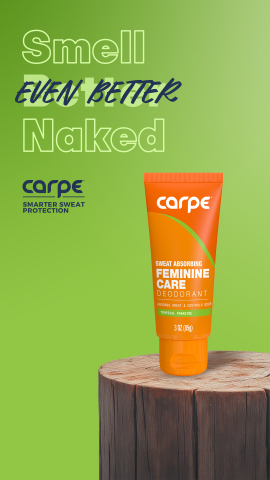 Smell
Better
EVEN BETTER
Naked
carpe
SMARTER SWEAT
PROTECTION
carpe
SWEAT ABSORBING
FEMININE
CARE
DEODORANT
TROPICAL PARADISE
3 OZ (85g)